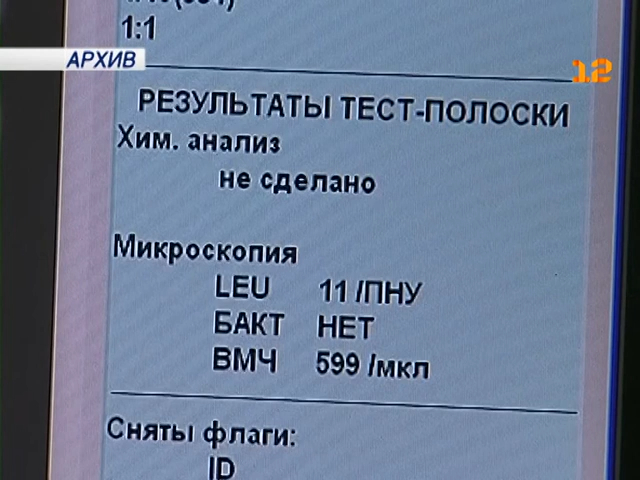 1:1
АРХИВ
12
РЕЗУЛЬТАТЫ ТЕСТ-ПОЛОСКИ
Хим. анализ
не сделано
Микроскопия
LEU 11 /ПНУ
БАКТ НЕТ
ВМЧ 599 /мкл
Сняты флаги:
ID